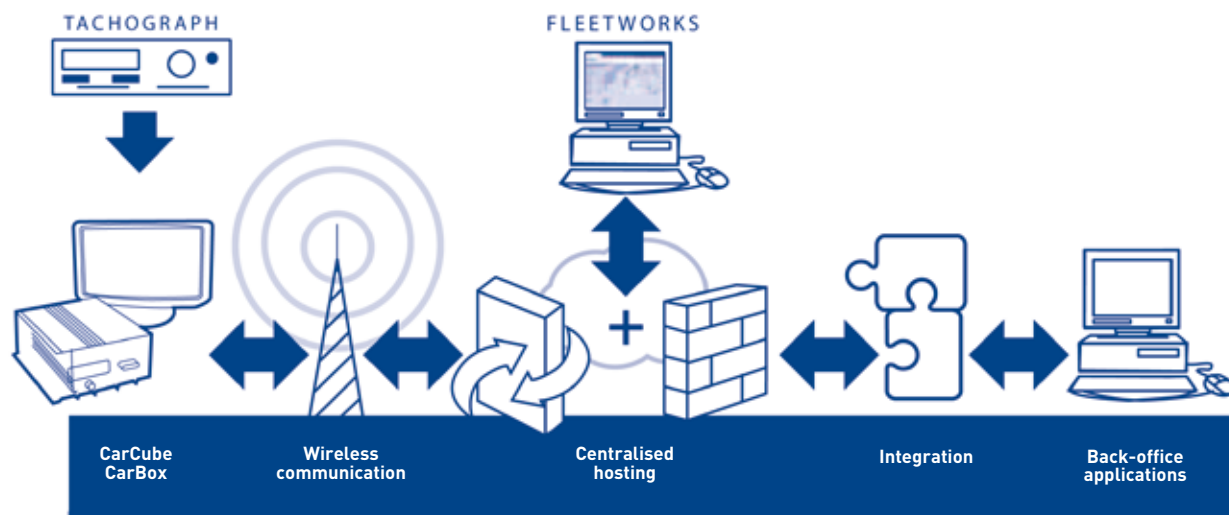 TACHOGRAPH
FLEETWORKS
CarCube
CarBox
Wireless
communication
Centralised
hosting
Integration
Back-office
applications